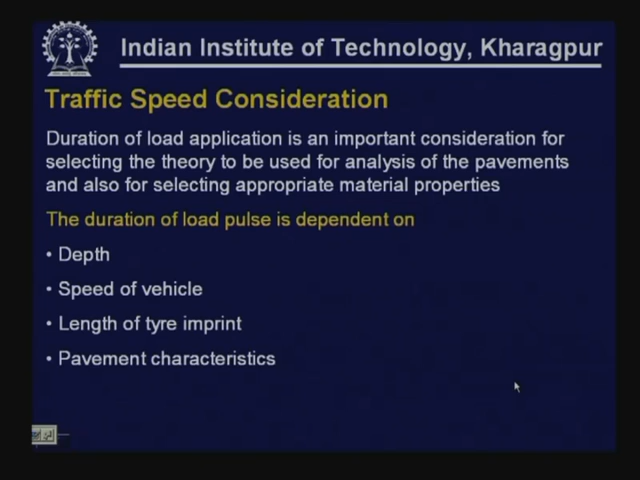 Indian Institute of Technology, Kharagpur
Traffic Speed Consideration
Duration of load application is an important consideration for
selecting the theory to be used for analysis of the pavements
and also for selecting appropriate material properties
The duration of load pulse is dependent on
• Depth
• Speed of vehicle
• Length of tyre imprint
• Pavement characteristics